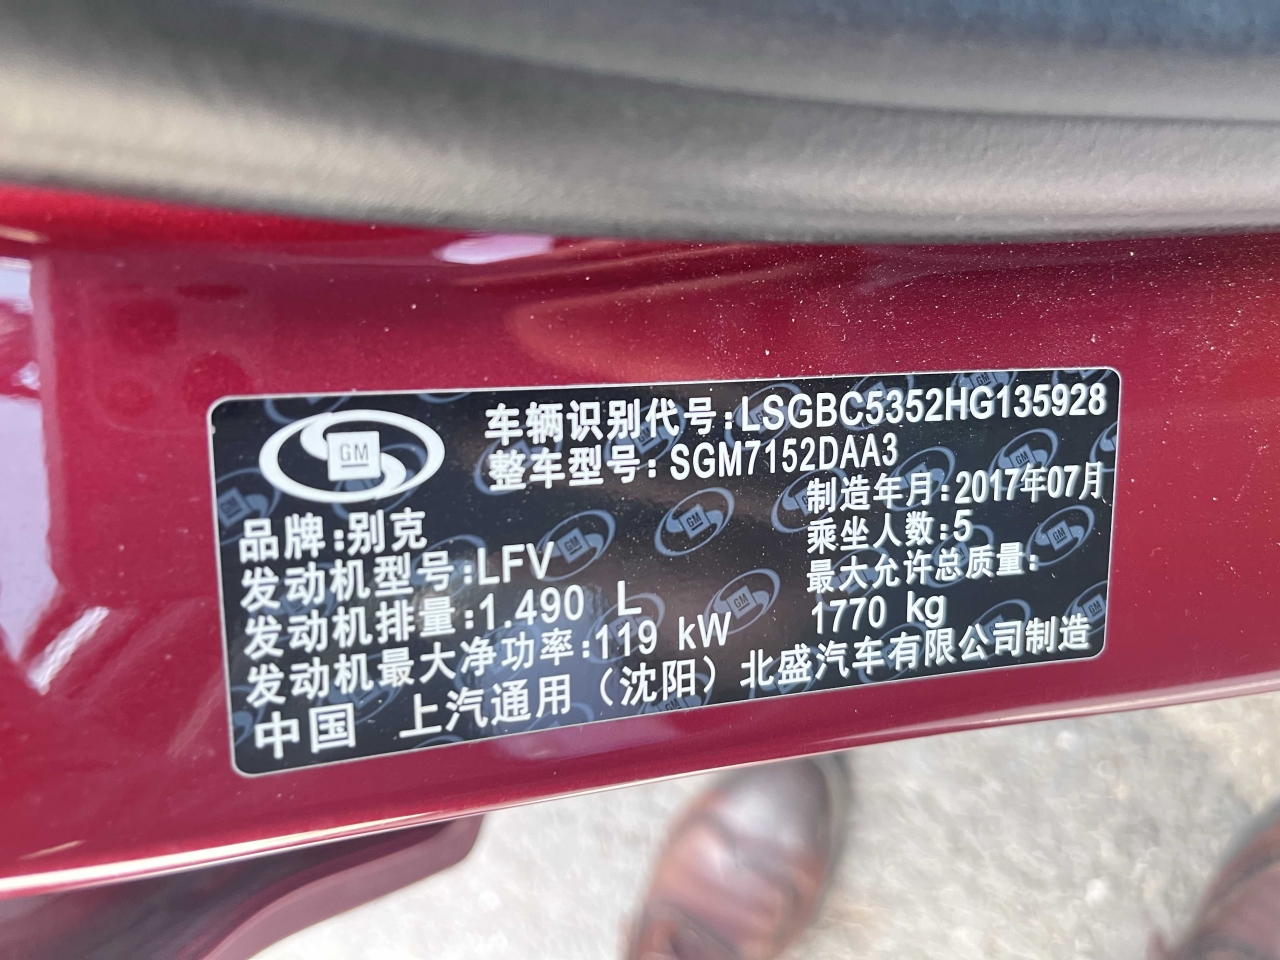 GM
车辆识别代号:LSGBC5352HG135928
整车型号:SGM7152DAA3
品牌:别克
制造年月:2017年07月
发动机型号:LFV
乘坐人数:5
发动机排量:1.490 L
最大允许总质量:
1770 kg
发动机最大净功率:119 kW
中国 上汽通用（沈阳）北盛汽车有限公司制造